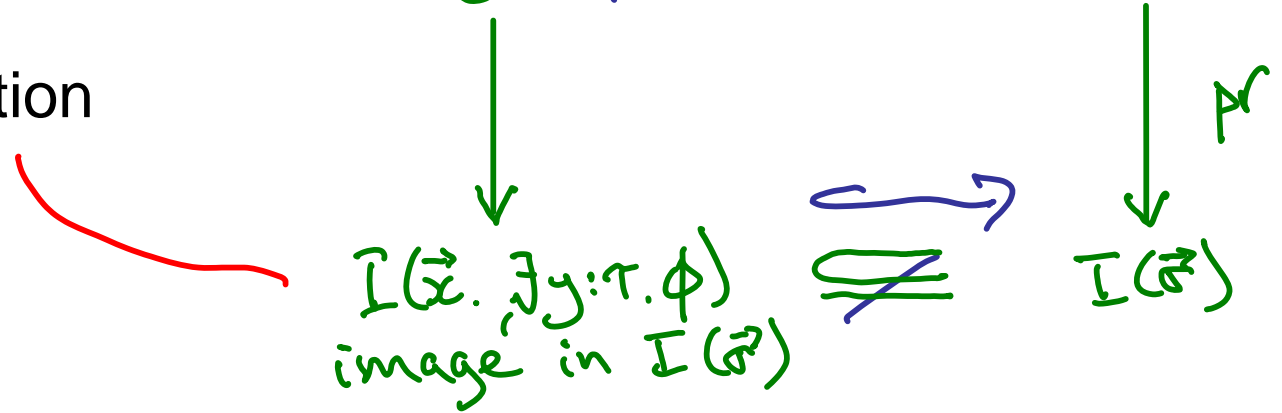 tion
pr
I(x⃗. ∃y:τ.ϕ) ⊆ I(σ⃗)
image in I(σ⃗)